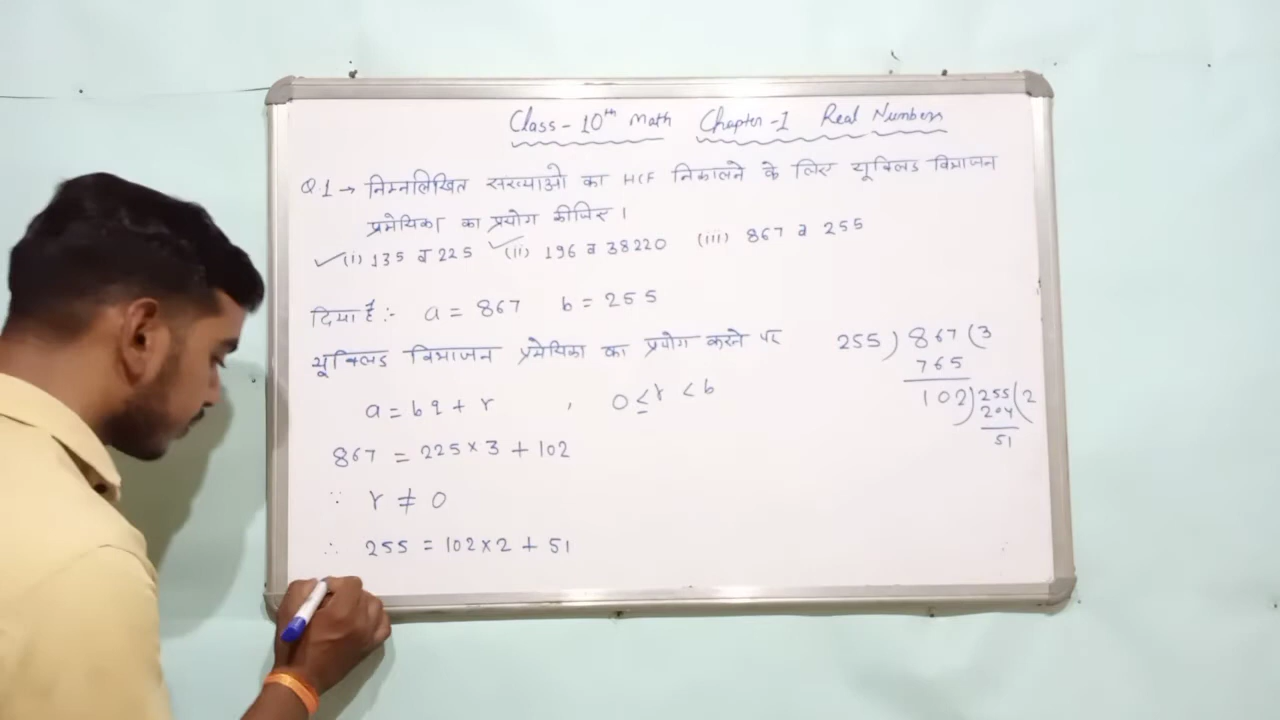 Class - 10th Math Chapter - 1 Real Numbers
Q.1 → निम्नलिखित संख्याओ का HCF निकालने के लिए यूक्लिड विभाजन
प्रमेयिका का प्रयोग कीजिए ।
✓(i) 135 व 225 ✓(ii) 196 व 38220 (iii) 867 व 255
दिया है :- a = 867 b = 255
यूक्लिड विभाजन प्रमेयिका का प्रयोग करने पर
a = bq + r , 0 ≤ r < b
867 = 225 × 3 + 102
∵ r ≠ 0
∴ 255 = 102 × 2 + 51
255 ) 867 ( 3
765
102 ) 255 ( 2
204
51